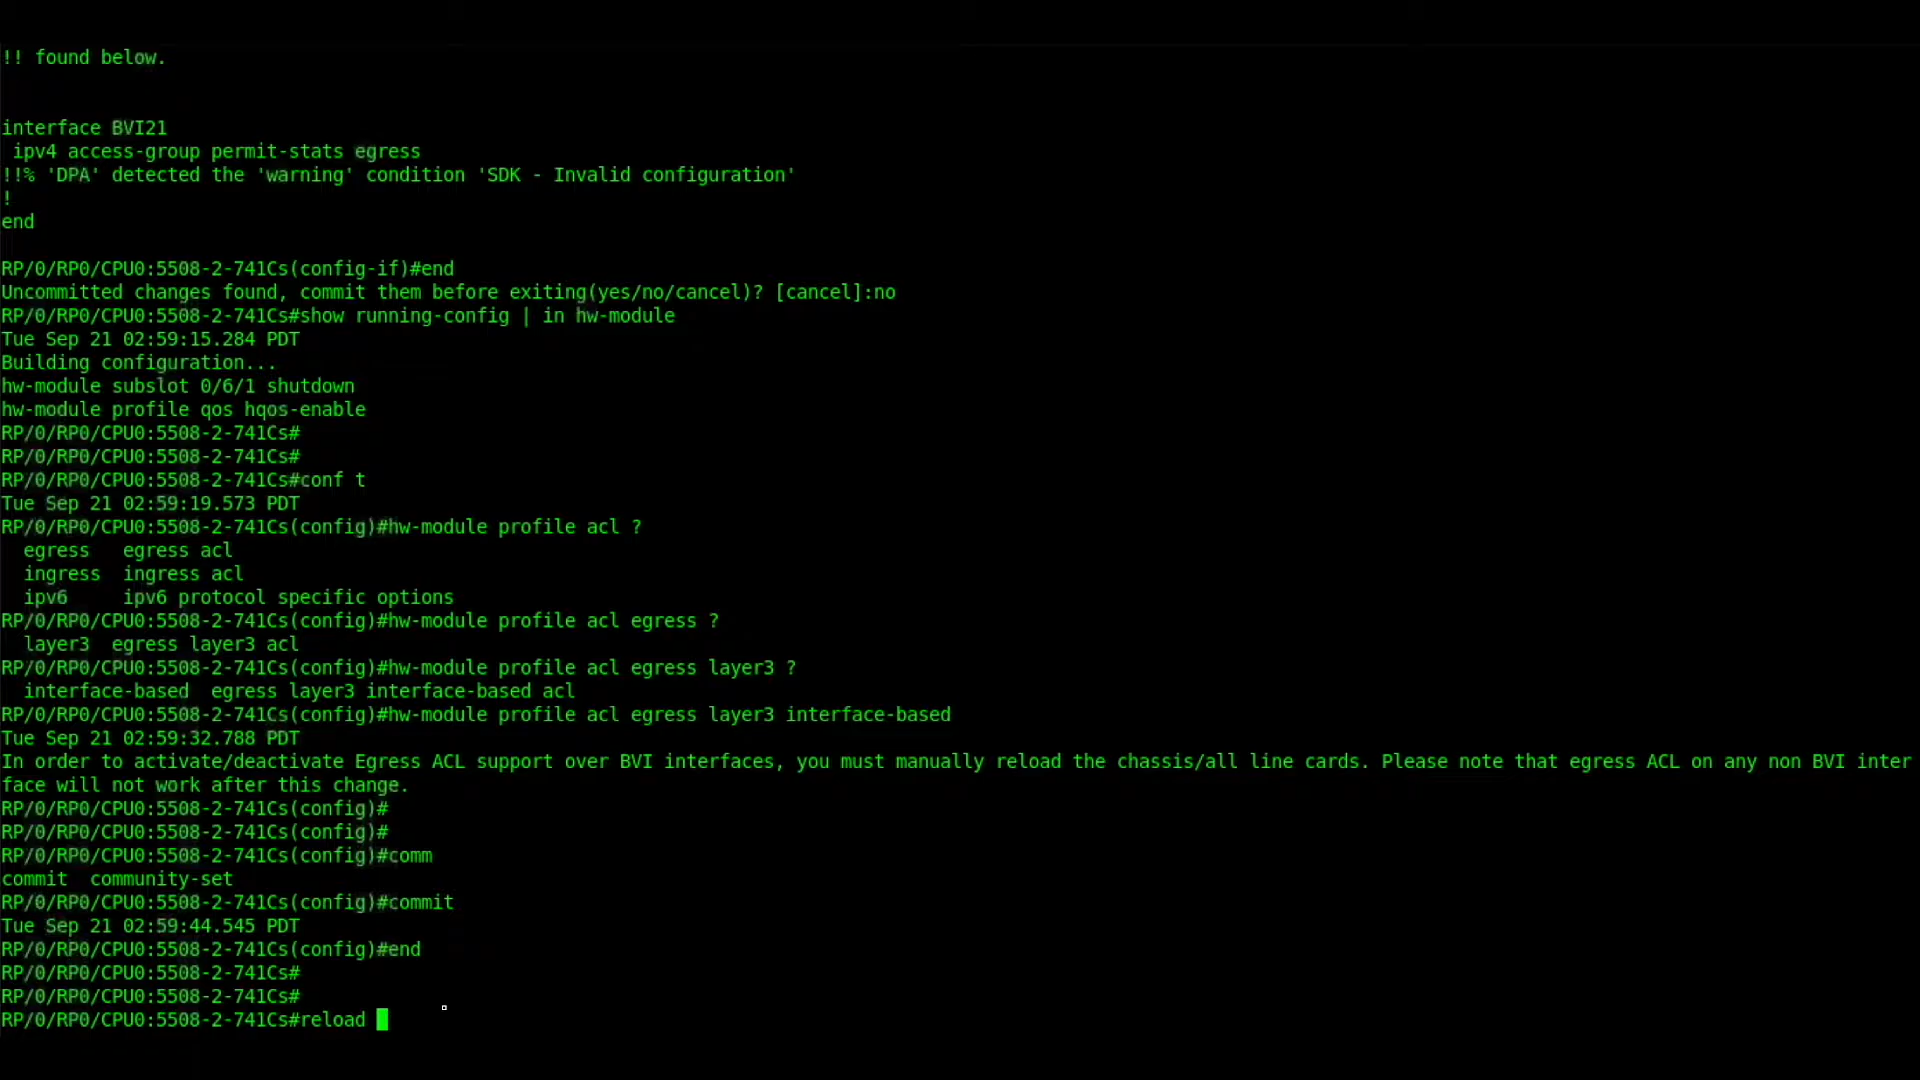 !! found below.
interface BVI21
 ipv4 access-group permit-stats egress
!!% 'DPA' detected the 'warning' condition 'SDK - Invalid configuration'
!
end
RP/0/RP0/CPU0:5508-2-741Cs(config-if)#end
Uncommitted changes found, commit them before exiting(yes/no/cancel)? [cancel]:no
RP/0/RP0/CPU0:5508-2-741Cs#show running-config | in hw-module
Tue Sep 21 02:59:15.284 PDT
Building configuration...
hw-module subslot 0/6/1 shutdown
hw-module profile qos hqos-enable
RP/0/RP0/CPU0:5508-2-741Cs#
RP/0/RP0/CPU0:5508-2-741Cs#
RP/0/RP0/CPU0:5508-2-741Cs#conf t
Tue Sep 21 02:59:19.573 PDT
RP/0/RP0/CPU0:5508-2-741Cs(config)#hw-module profile acl ?
  egress   egress acl
  ingress  ingress acl
  ipv6     ipv6 protocol specific options
RP/0/RP0/CPU0:5508-2-741Cs(config)#hw-module profile acl egress ?
  layer3  egress layer3 acl
RP/0/RP0/CPU0:5508-2-741Cs(config)#hw-module profile acl egress layer3 ?
  interface-based  egress layer3 interface-based acl
RP/0/RP0/CPU0:5508-2-741Cs(config)#hw-module profile acl egress layer3 interface-based
Tue Sep 21 02:59:32.788 PDT
In order to activate/deactivate Egress ACL support over BVI interfaces, you must manually reload the chassis/all line cards. Please note that egress ACL on any non BVI inter
face will not work after this change.
RP/0/RP0/CPU0:5508-2-741Cs(config)#
RP/0/RP0/CPU0:5508-2-741Cs(config)#
RP/0/RP0/CPU0:5508-2-741Cs(config)#comm
commit  community-set
RP/0/RP0/CPU0:5508-2-741Cs(config)#commit
Tue Sep 21 02:59:44.545 PDT
RP/0/RP0/CPU0:5508-2-741Cs(config)#end
RP/0/RP0/CPU0:5508-2-741Cs#
RP/0/RP0/CPU0:5508-2-741Cs#
RP/0/RP0/CPU0:5508-2-741Cs#reload